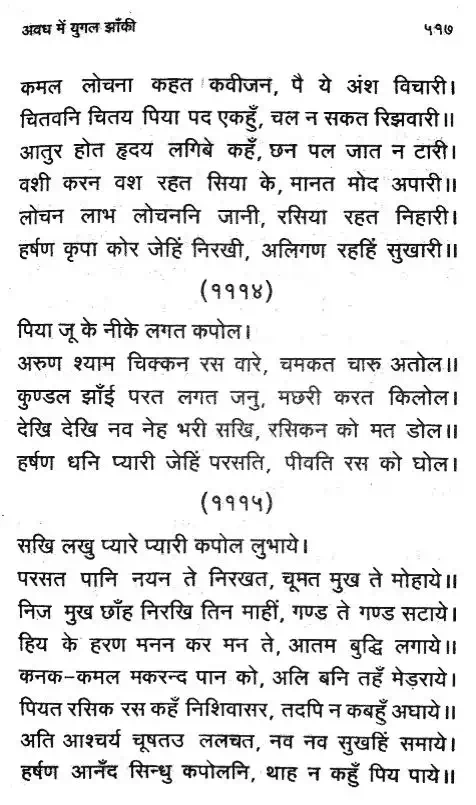 अवध में युगल झाँकी ५१७
कमल लोचना कहत कवीजन, पै ये अंश विचारी।
चितवनि चितय पिया पद एकहुँ, चल न सकत रिझवारी॥
आतुर होत हृदय लगिबे कहँ, छन पल जात न टारी।
वशी करन वश रहत सिया के, मानत मोद अपारी॥
लोचन लाभ लोचननि जानी, रसिया रहत निहारी।
हर्षण कृपा कोर जेहिं निरखी, अलिगण रहहिं सुखारी॥
(१११४)
पिया जू के नीके लगत कपोल।
अरुण श्याम चिक्कन रस वारे, चमकत चारु अतोल॥
कुण्डल झाँई परत लगत जनु, मछरी करत किलोल।
देखि देखि नव नेह भरी सखि, रसिकन को मत डोल॥
हर्षण धनि प्यारी जेहिं परसति, पीवति रस को घोल।
(१११५)
सखि लखु प्यारे प्यारी कपोल लुभाये।
परसत पानि नयन ते निरखत, चूमत मुख ते मोहाये॥
निज मुख छाँह निरखि तिन माहीं, गण्ड ते गण्ड सटाये।
हिय के हरण मनन कर मन ते, आतम बुद्धि लगाये॥
कनक-कमल मकरन्द पान को, अलि बनि तहँ मेडराये।
पियत रसिक रस कहँ निशिवासर, तदपि न कबहुँ अघाये॥
अति आश्चर्य चूषतउ ललचत, नव नव सुखहिं समाये।
हर्षण आनँद सिन्धु कपोलनि, थाह न कहुँ पिय पाये॥